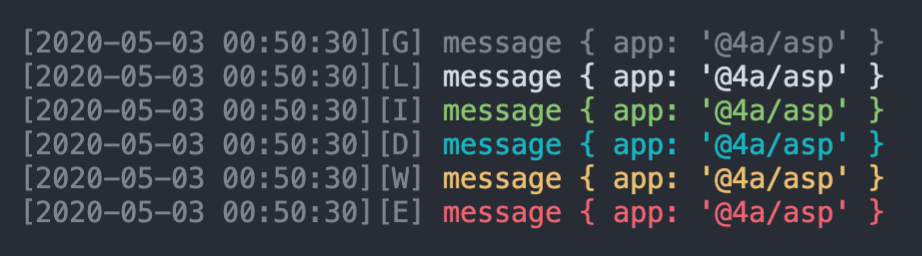 [2020-05-03 00:50:30][G] message { app: '@4a/asp' }
[2020-05-03 00:50:30][L] message { app: '@4a/asp' }
[2020-05-03 00:50:30][I] message { app: '@4a/asp' }
[2020-05-03 00:50:30][D] message { app: '@4a/asp' }
[2020-05-03 00:50:30][W] message { app: '@4a/asp' }
[2020-05-03 00:50:30][E] message { app: '@4a/asp' }